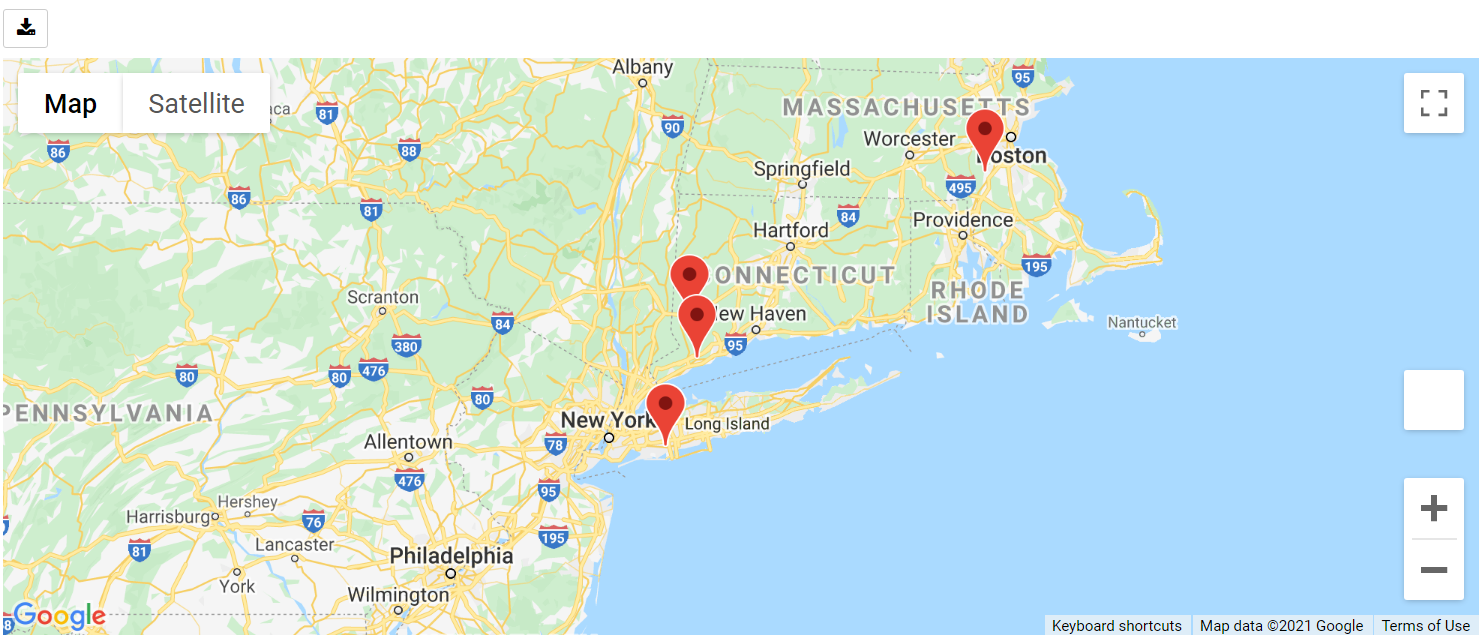 Map
Satellite
aca
Albany
95
MASSACHUSETTS
81
90
Worcester
86
88
Boston
Springfield
495
86
81
84
Providence
Hartford
195
CONNECTICUT
RHODE
ISLAND
Scranton
New Haven
84
Nantucket
380
95
80
80
476
80
PENNSYLVANIA
New York
Long Island
Allentown
78
476
95
Hershey
Harrisburg
76
195
81
Lancaster
Philadelphia
York
Wilmington
Google
Keyboard shortcuts
Map data ©2021 Google
Terms of Use